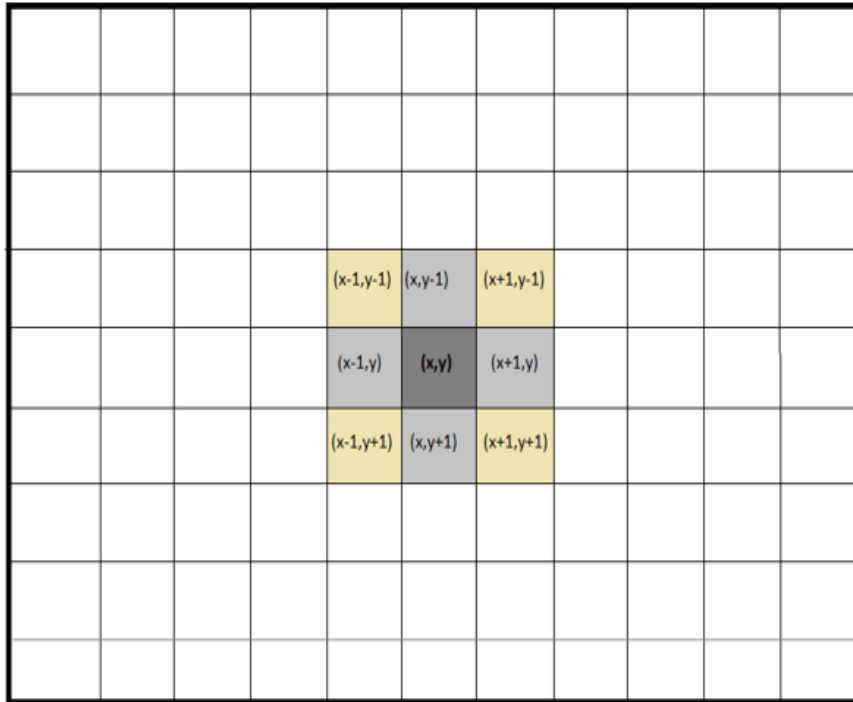 (x-1,y-1) (x,y-1) (x+1,y-1)
(x-1,y) (x,y) (x+1,y)
(x-1,y+1) (x,y+1) (x+1,y+1)